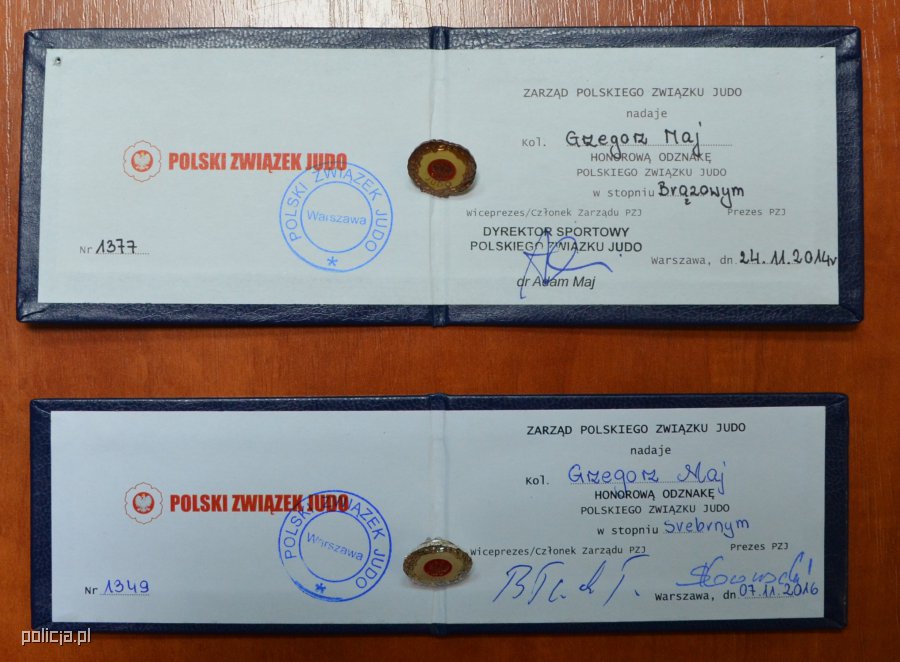 ZARZĄD POLSKIEGO ZWIĄZKU JUDO
nadaje
Kol. Grzegorz Maj
HONOROWĄ ODZNAKĘ
POLSKIEGO ZWIĄZKU JUDO
w stopniu Brązowym
Wiceprezes/Członek Zarządu PZJ Prezes PZJ
DYREKTOR SPORTOWY
POLSKIEGO ZWIĄZKU JUDO
dr Adam Maj
Warszawa, dn. 24.11.2014r
POLSKI ZWIĄZEK JUDO
POLSKI ZWIĄZEK JUDO
Warszawa
Nr 1377
ZARZĄD POLSKIEGO ZWIĄZKU JUDO
nadaje
Kol. Grzegorz Maj
HONOROWĄ ODZNAKĘ
POLSKIEGO ZWIĄZKU JUDO
w stopniu Srebrnym
Wiceprezes/Członek Zarządu PZJ Prezes PZJ
Warszawa, dn 07.11.2016
POLSKI ZWIĄZEK JUDO
POLSKI ZWIĄZEK JUDO
Warszawa
Nr 1349
policja.pl